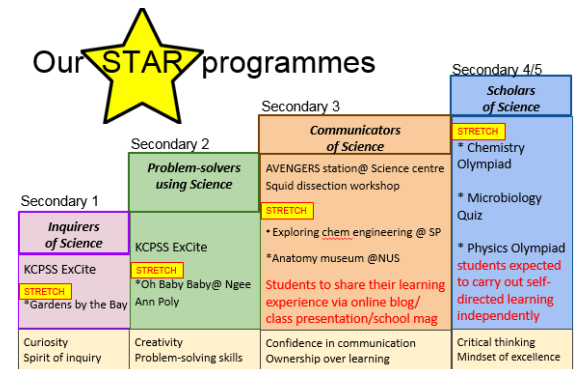 Our STAR programmes
Secondary 1
Inquirers
of Science
KCPSS ExCite
STRETCH
*Gardens by the Bay
Curiosity
Spirit of inquiry
Secondary 2
Problem-solvers
using Science
KCPSS ExCite
STRETCH
*Oh Baby Baby@ Ngee
Ann Poly
Creativity
Problem-solving skills
Secondary 3
Communicators
of Science
AVENGERS station@ Science centre
Squid dissection workshop
STRETCH
• Exploring chem engineering @ SP
*Anatomy museum @NUS
Students to share their learning
experience via online blog/
class presentation/school mag
Confidence in communication
Ownership over learning
Secondary 4/5
Scholars
of Science
STRETCH
* Chemistry
Olympiad
* Microbiology
Quiz
* Physics Olympiad
students expected
to carry out self-
directed learning
independently
Critical thinking
Mindset of excellence